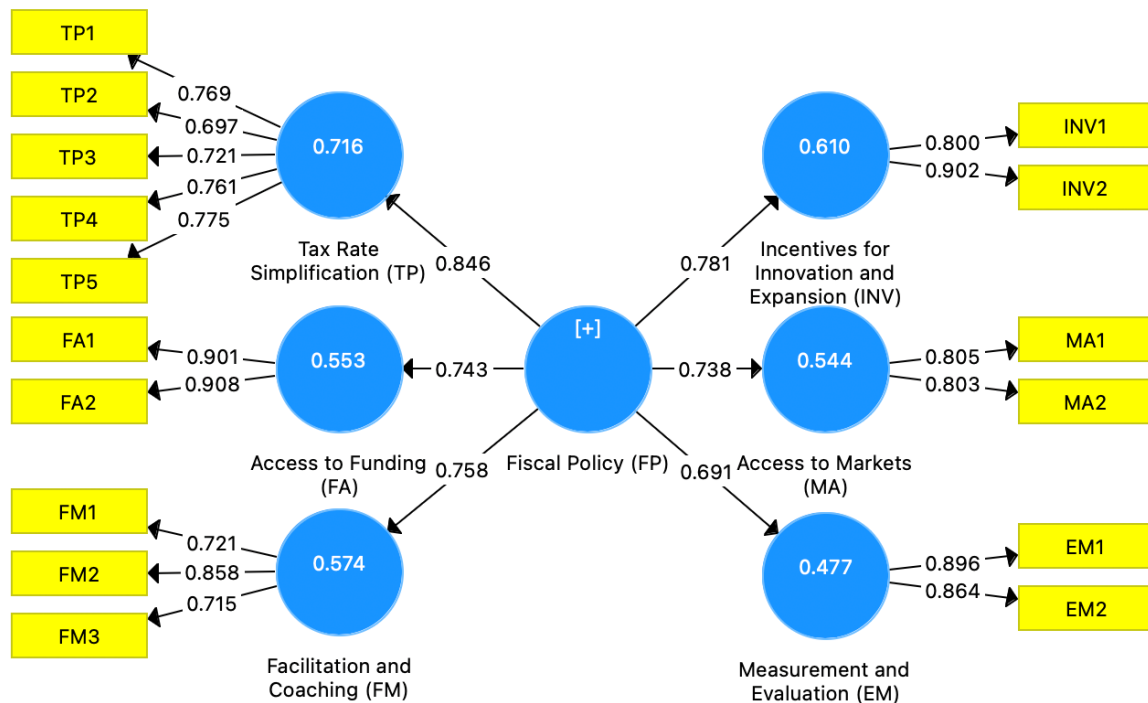 TP1
TP2
TP3
TP4
TP5
0.769
0.697
0.721
0.761
0.775
0.716
Tax Rate
Simplification (TP)
0.846
FA1
FA2
0.901
0.908
0.553
Access to Funding
(FA)
0.743
FM1
FM2
FM3
0.721
0.858
0.715
0.574
Facilitation and
Coaching (FM)
0.758
[+]
Fiscal Policy (FP)
0.781
0.610
Incentives for
Innovation and
Expansion (INV)
0.800
0.902
INV1
INV2
0.738
0.544
Access to Markets
(MA)
0.805
0.803
MA1
MA2
0.691
0.477
Measurement and
Evaluation (EM)
0.896
0.864
EM1
EM2